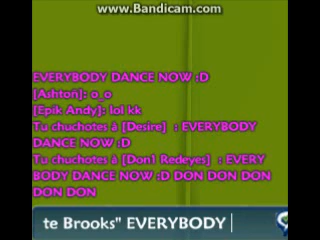 www.Bandicam.com
EVERYBODY DANCE NOW :D
[Ashton]: o_o
[Epik Andy]: lol kk
Tu chuchotes à [Desire] : EVERYBODY
DANCE NOW :D
Tu chuchotes à [Don1 Redeyes] : EVERY
BODY DANCE NOW :D DON DON DON
DON DON
te Brooks" EVERYBODY